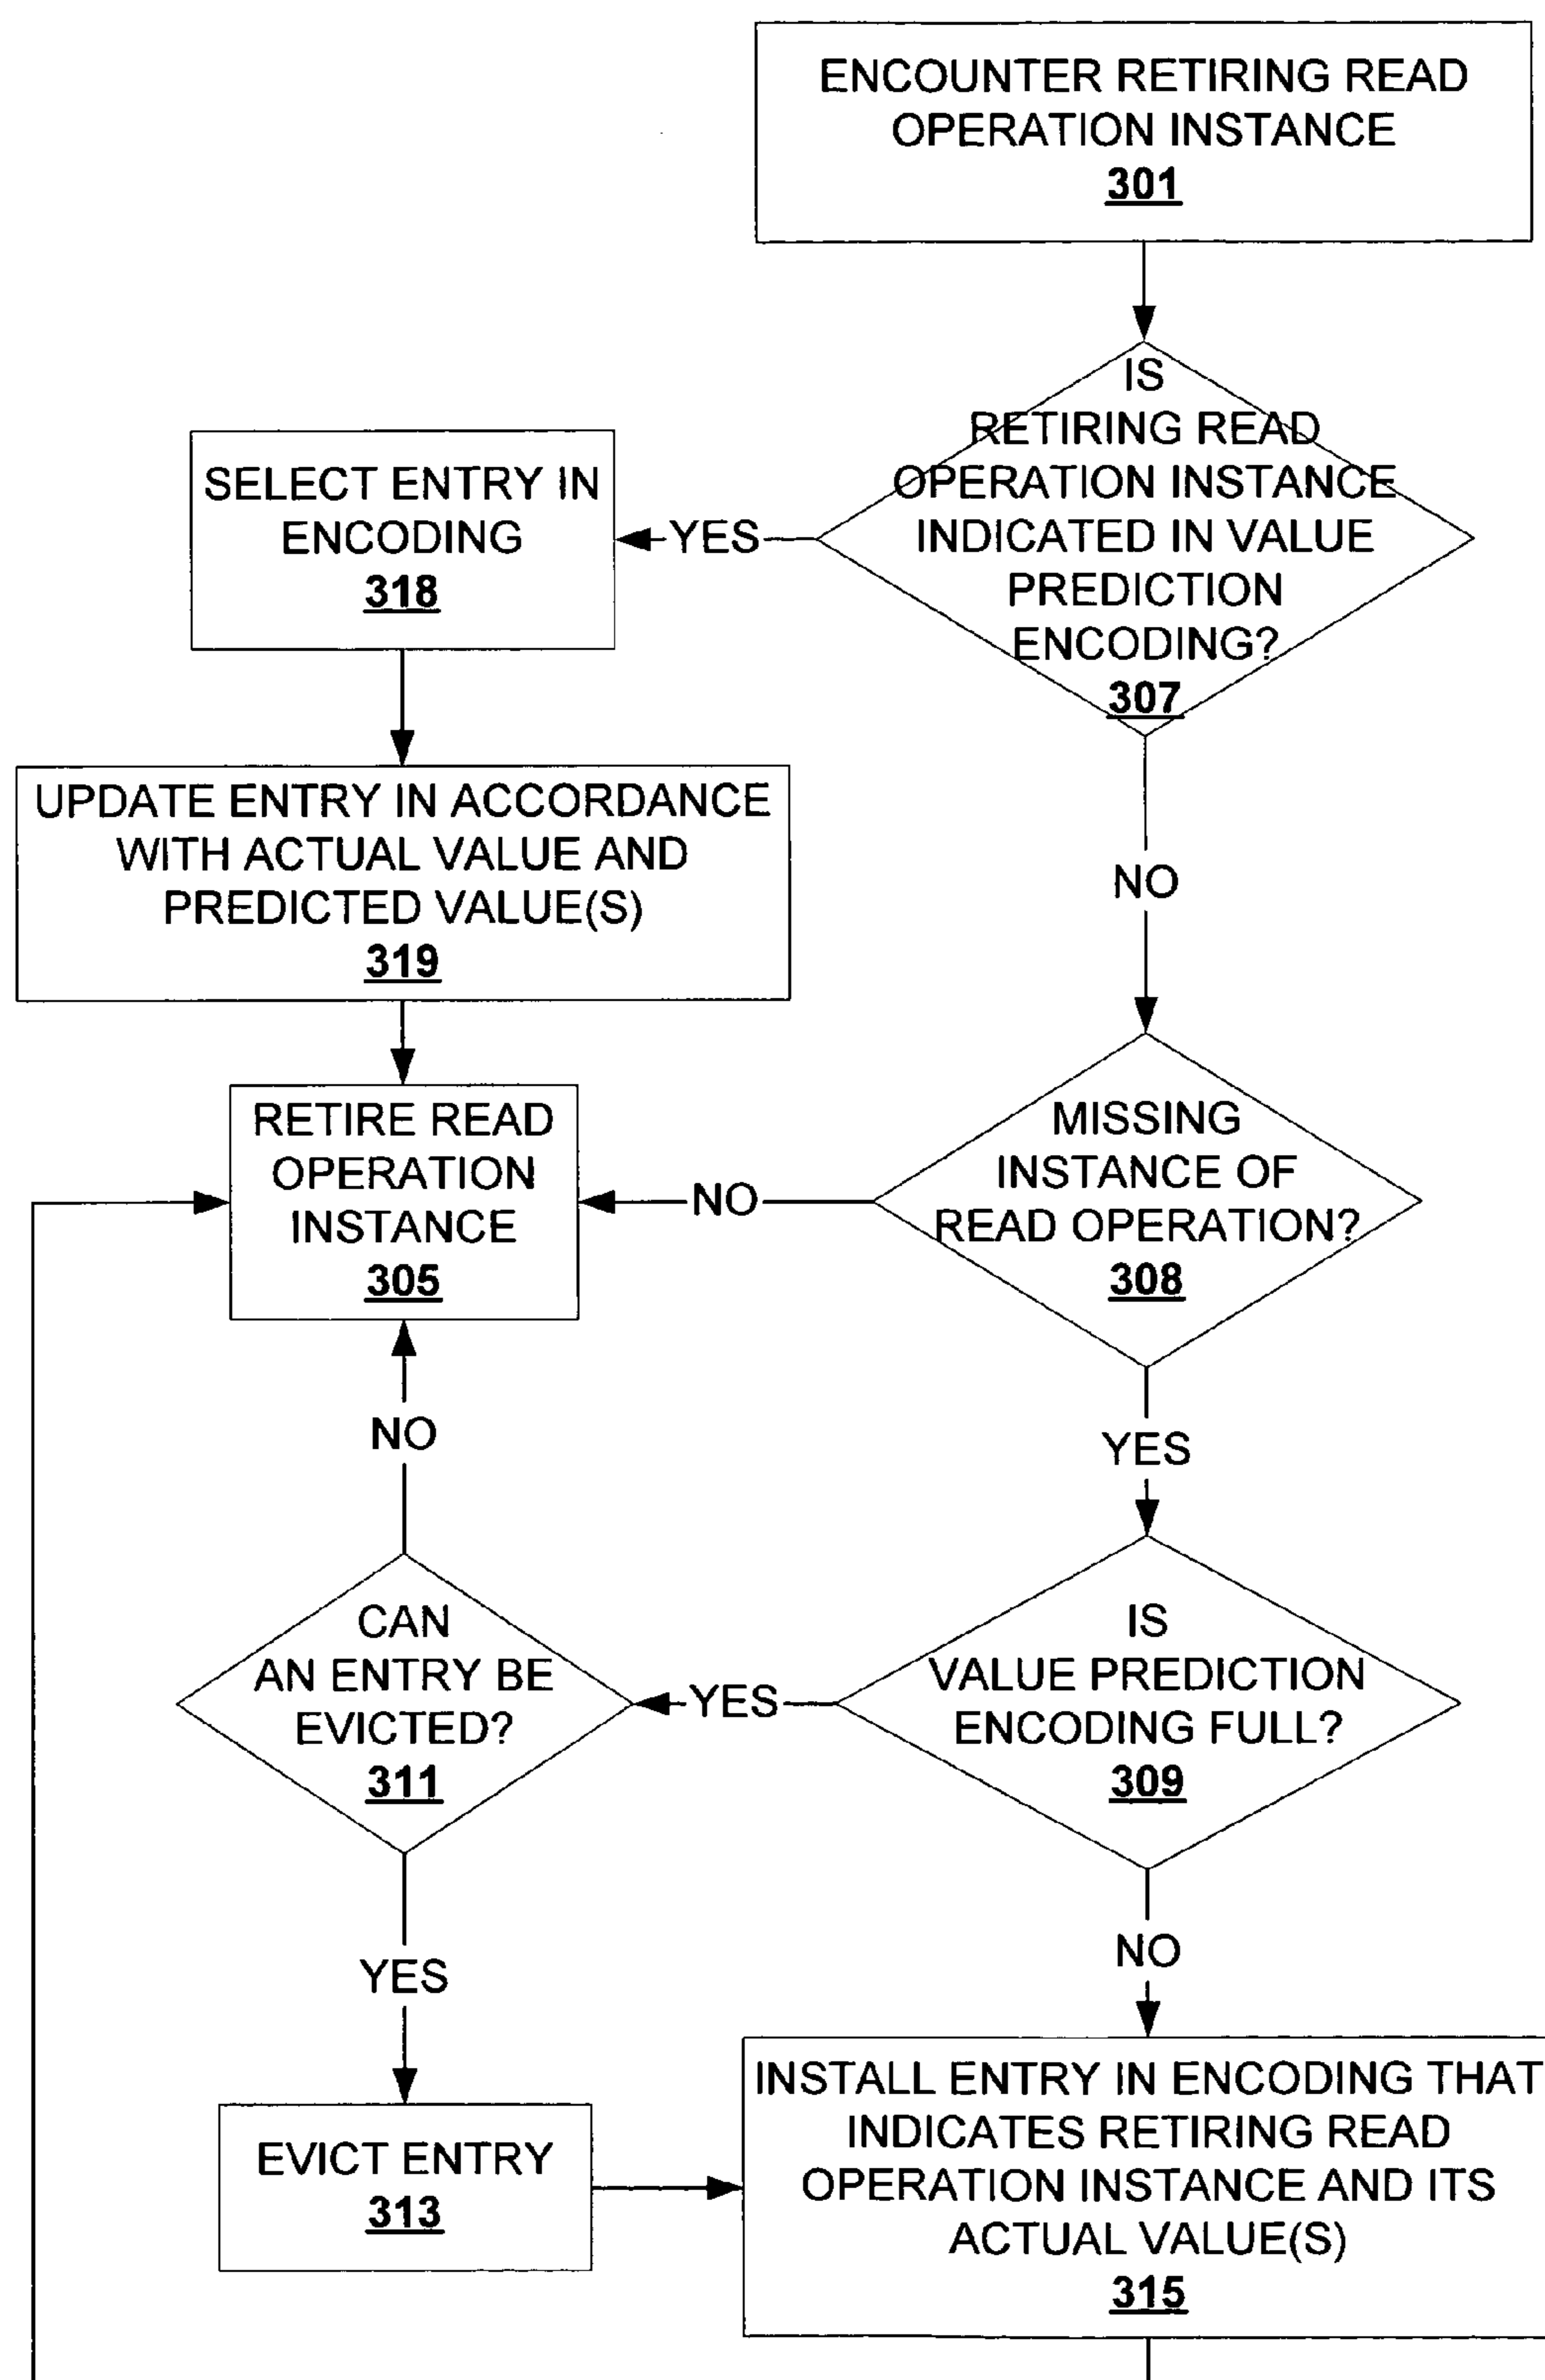 ENCOUNTER RETIRING READ
OPERATION INSTANCE
301
IS
RETIRING READ
OPERATION INSTANCE
INDICATED IN VALUE
PREDICTION
ENCODING?
307
YES
SELECT ENTRY IN
ENCODING
318
UPDATE ENTRY IN ACCORDANCE
WITH ACTUAL VALUE AND
PREDICTED VALUE(S)
319
NO
RETIRE READ
OPERATION
INSTANCE
305
NO
MISSING
INSTANCE OF
READ OPERATION?
308
NO
YES
CAN
AN ENTRY BE
EVICTED?
311
YES
IS
VALUE PREDICTION
ENCODING FULL?
309
YES
NO
EVICT ENTRY
313
INSTALL ENTRY IN ENCODING THAT
INDICATES RETIRING READ
OPERATION INSTANCE AND ITS
ACTUAL VALUE(S)
315